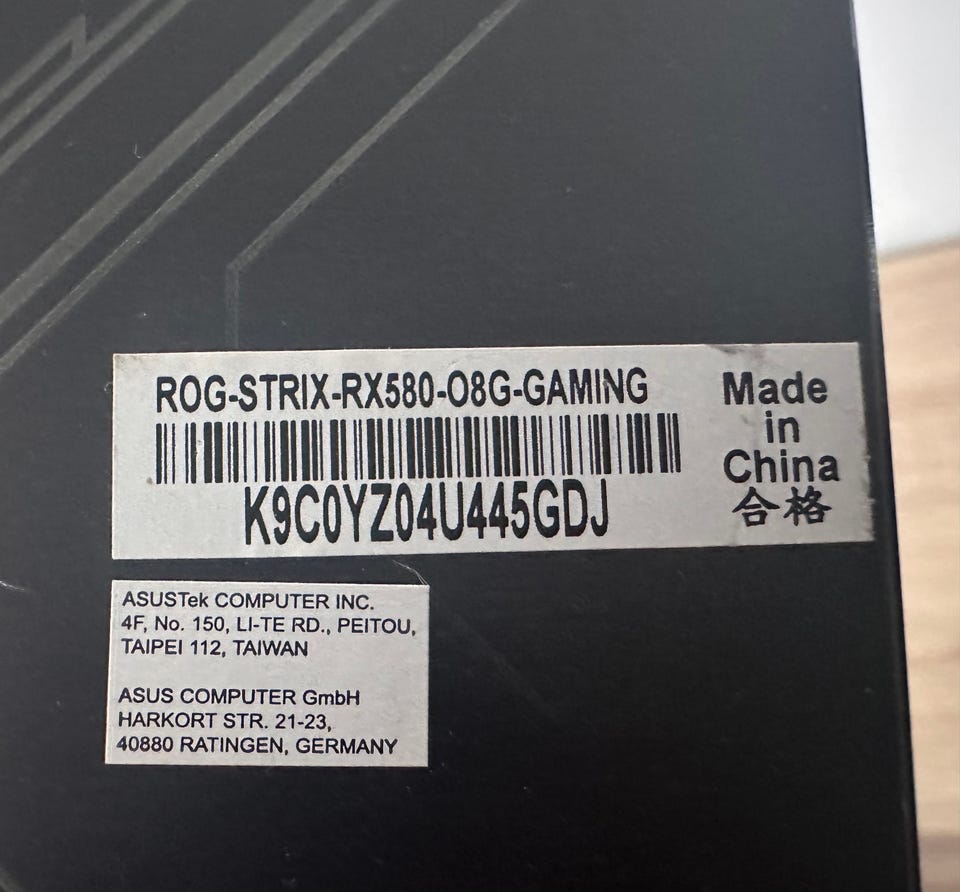 ROG-STRIX-RX580-O8G-GAMING
K9C0YZ04U445GDJ
Made
in
China
合格
ASUSTek COMPUTER INC.
4F, No. 150, LI-TE RD., PEITOU,
TAIPEI 112, TAIWAN
ASUS COMPUTER GmbH
HARKORT STR. 21-23,
40880 RATINGEN, GERMANY